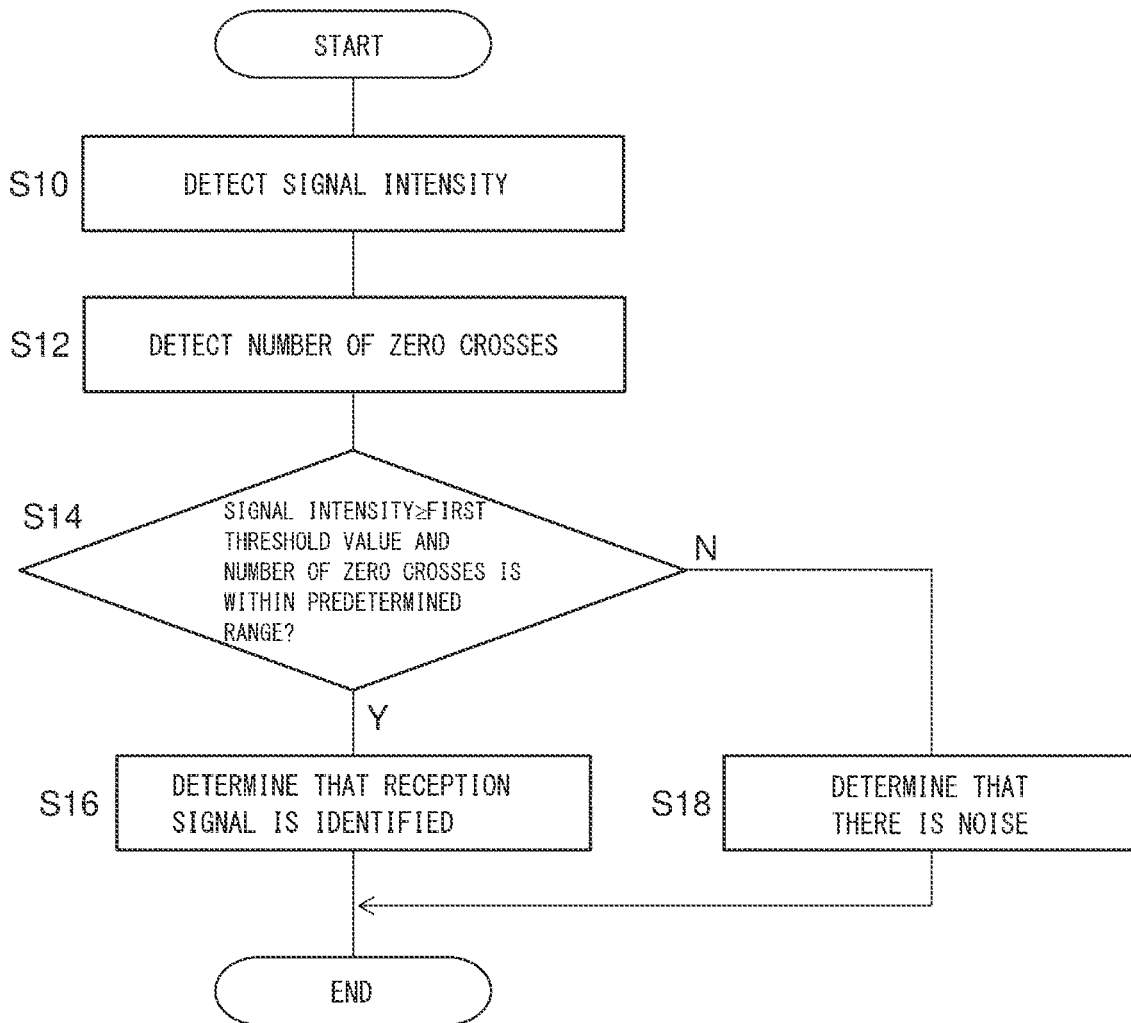 START
S10
DETECT SIGNAL INTENSITY
S12
DETECT NUMBER OF ZERO CROSSES
S14
SIGNAL INTENSITY≥FIRST
THRESHOLD VALUE AND
NUMBER OF ZERO CROSSES IS
WITHIN PREDETERMINED
RANGE?
N
Y
S16
DETERMINE THAT RECEPTION
SIGNAL IS IDENTIFIED
S18
DETERMINE THAT
THERE IS NOISE
END